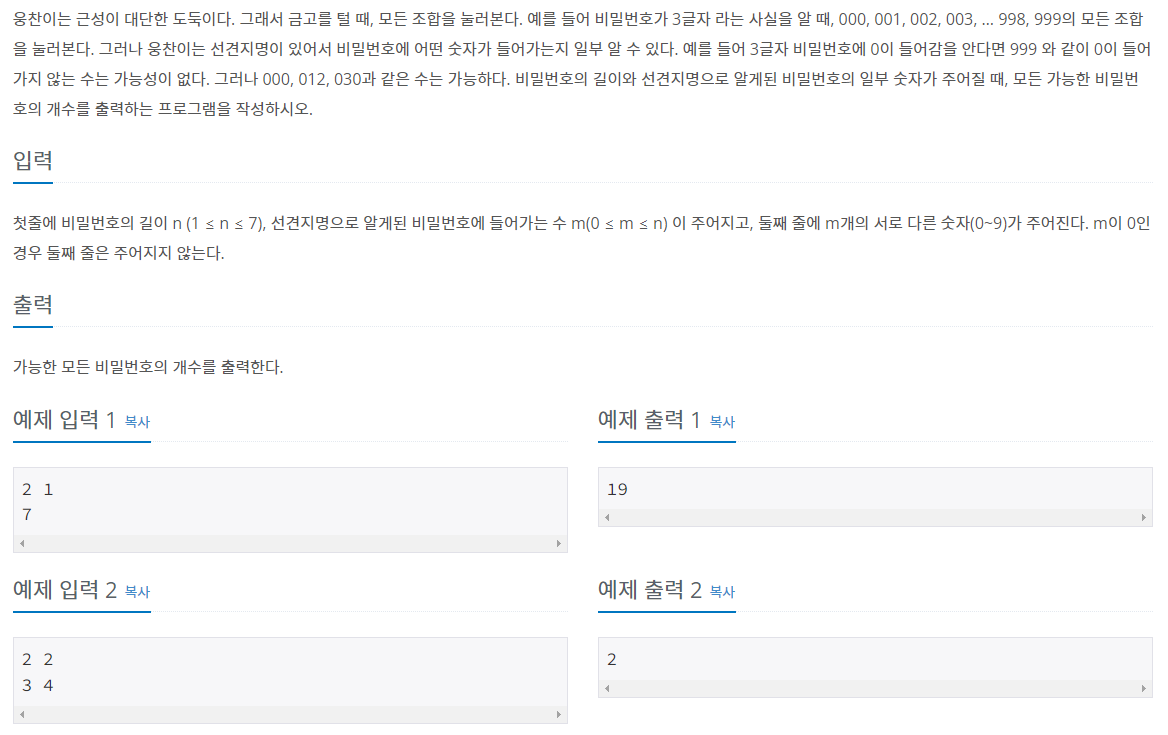 웅찬이는 근성이 대단한 도둑이다. 그래서 금고를 털 때, 모든 조합을 눌러본다. 예를 들어 비밀번호가 3글자 라는 사실을 알 때, 000, 001, 002, 003, … 998, 999의 모든 조합
을 눌러본다. 그러나 웅찬이는 선견지명이 있어서 비밀번호에 어떤 숫자가 들어가는지 일부 알 수 있다. 예를 들어 3글자 비밀번호에 0이 들어감을 안다면 999 와 같이 0이 들어
가지 않는 수는 가능성이 없다. 그러나 000, 012, 030과 같은 수는 가능하다. 비밀번호의 길이와 선견지명으로 알게된 비밀번호의 일부 숫자가 주어질 때, 모든 가능한 비밀번
호의 개수를 출력하는 프로그램을 작성하시오.
입력
첫줄에 비밀번호의 길이 n (1 ≤ n ≤ 7), 선견지명으로 알게된 비밀번호에 들어가는 수 m(0 ≤ m ≤ n) 이 주어지고, 둘째 줄에 m개의 서로 다른 숫자(0~9)가 주어진다. m이 0인
경우 둘째 줄은 주어지지 않는다.
출력
가능한 모든 비밀번호의 개수를 출력한다.
예제 입력 1 복사
2 1
7
예제 출력 1 복사
19
예제 입력 2 복사
2 2
3 4
예제 출력 2 복사
2